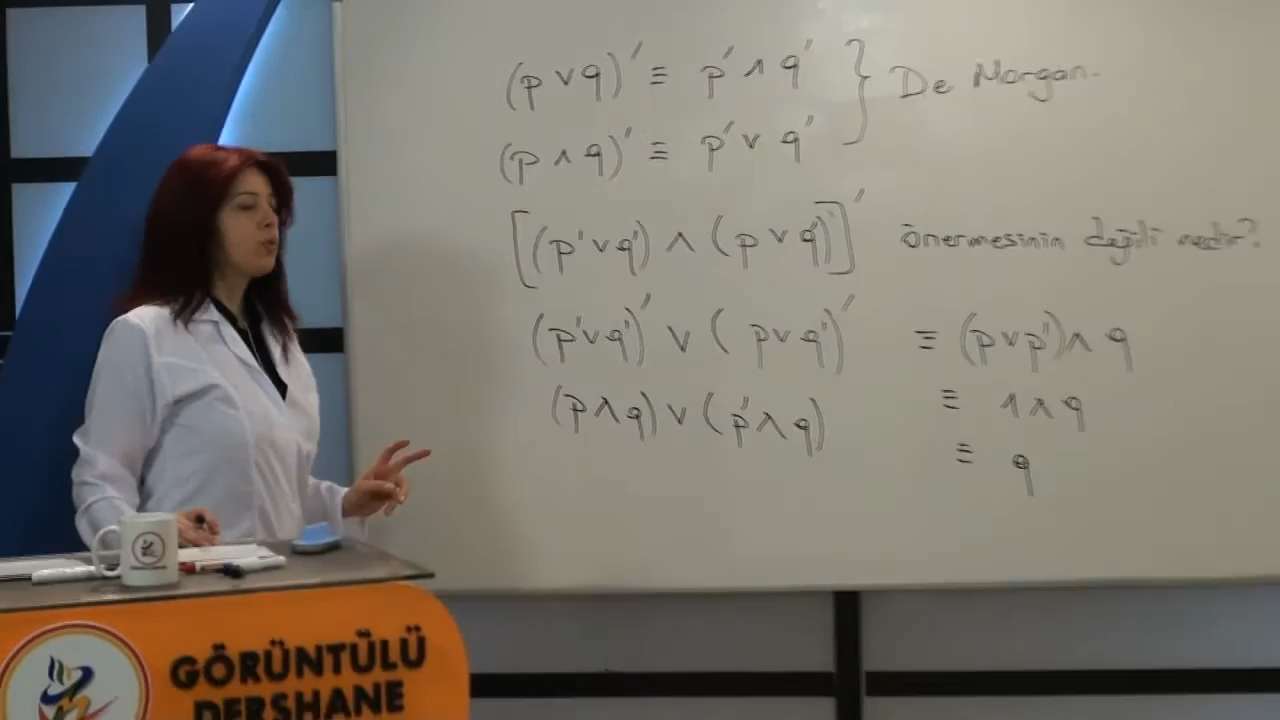 (p ∨ q)′ ≡ p′ ∧ q′ } De Morgan.
(p ∧ q)′ ≡ p′ ∨ q′
[(p′ ∨ q′) ∧ (p ∨ q′)]′ önermesinin değili nedir?
(p′ ∨ q′)′ ∨ (p ∨ q′)′ ≡ (p ∨ p′) ∧ q
(p ∧ q) ∨ (p′ ∧ q) ≡ 1 ∧ q
≡ q
GÖRÜNTÜLÜ
DERSHANE